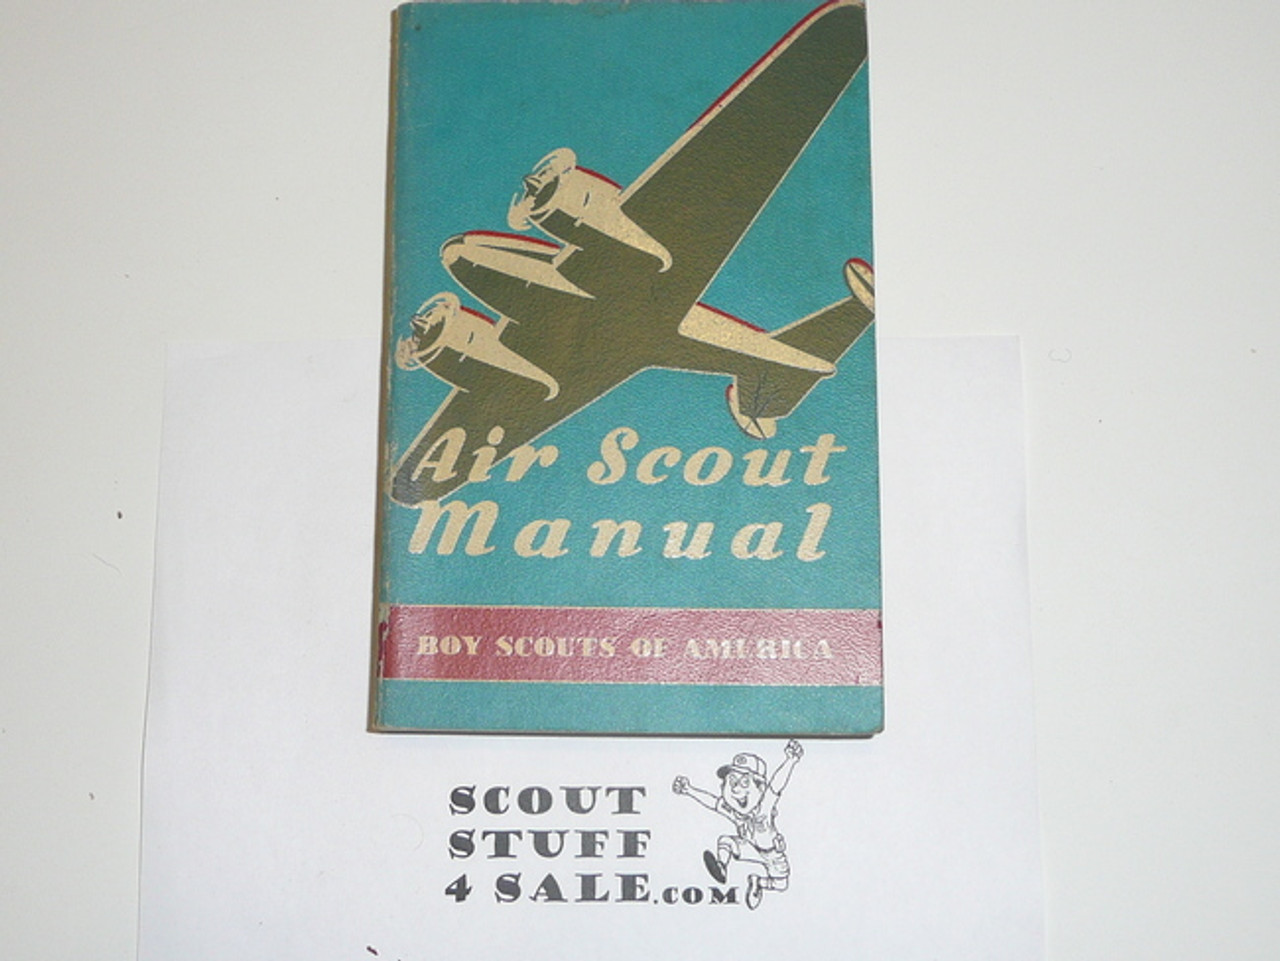 Air Scout
Manual
BOY SCOUTS OF AMERICA
SCOUT
STUFF
4 SALE.COM